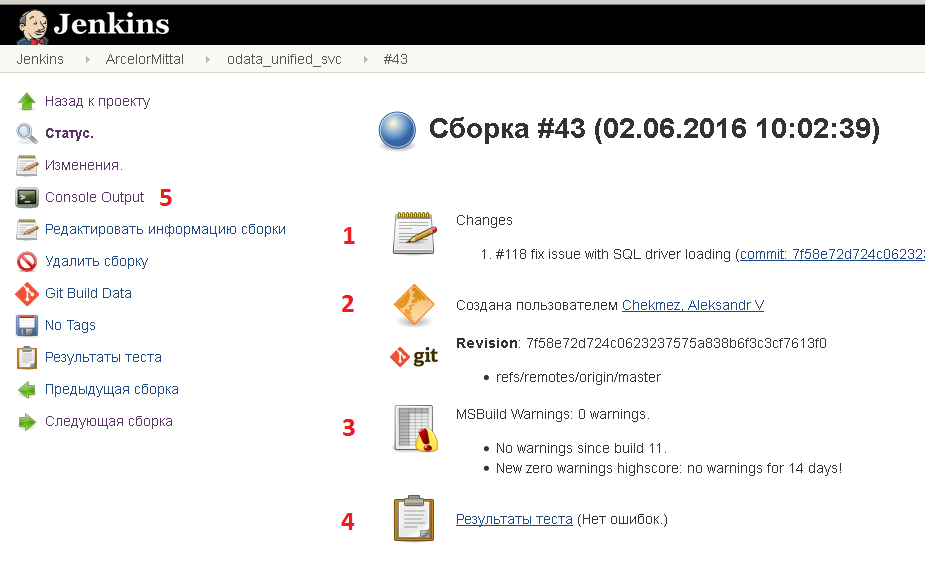 Jenkins
Jenkins ArcelorMittal odata_unified_svc #43
Назад к проекту
Статус.
Изменения.
Console Output 5
Редактировать информацию сборки
Удалить сборку
Git Build Data
No Tags
Результаты теста
Предыдущая сборка
Следующая сборка
Сборка #43 (02.06.2016 10:02:39)
1 Changes
1. #118 fix issue with SQL driver loading (commit: 7f58e72d724c062323
2 Создана пользователем Chekmez, Aleksandr V
git Revision: 7f58e72d724c0623237575a838b6f3c3cf7613f0
refs/remotes/origin/master
3 MSBuild Warnings: 0 warnings.
No warnings since build 11.
New zero warnings highscore: no warnings for 14 days!
4 Результаты теста (Нет ошибок.)